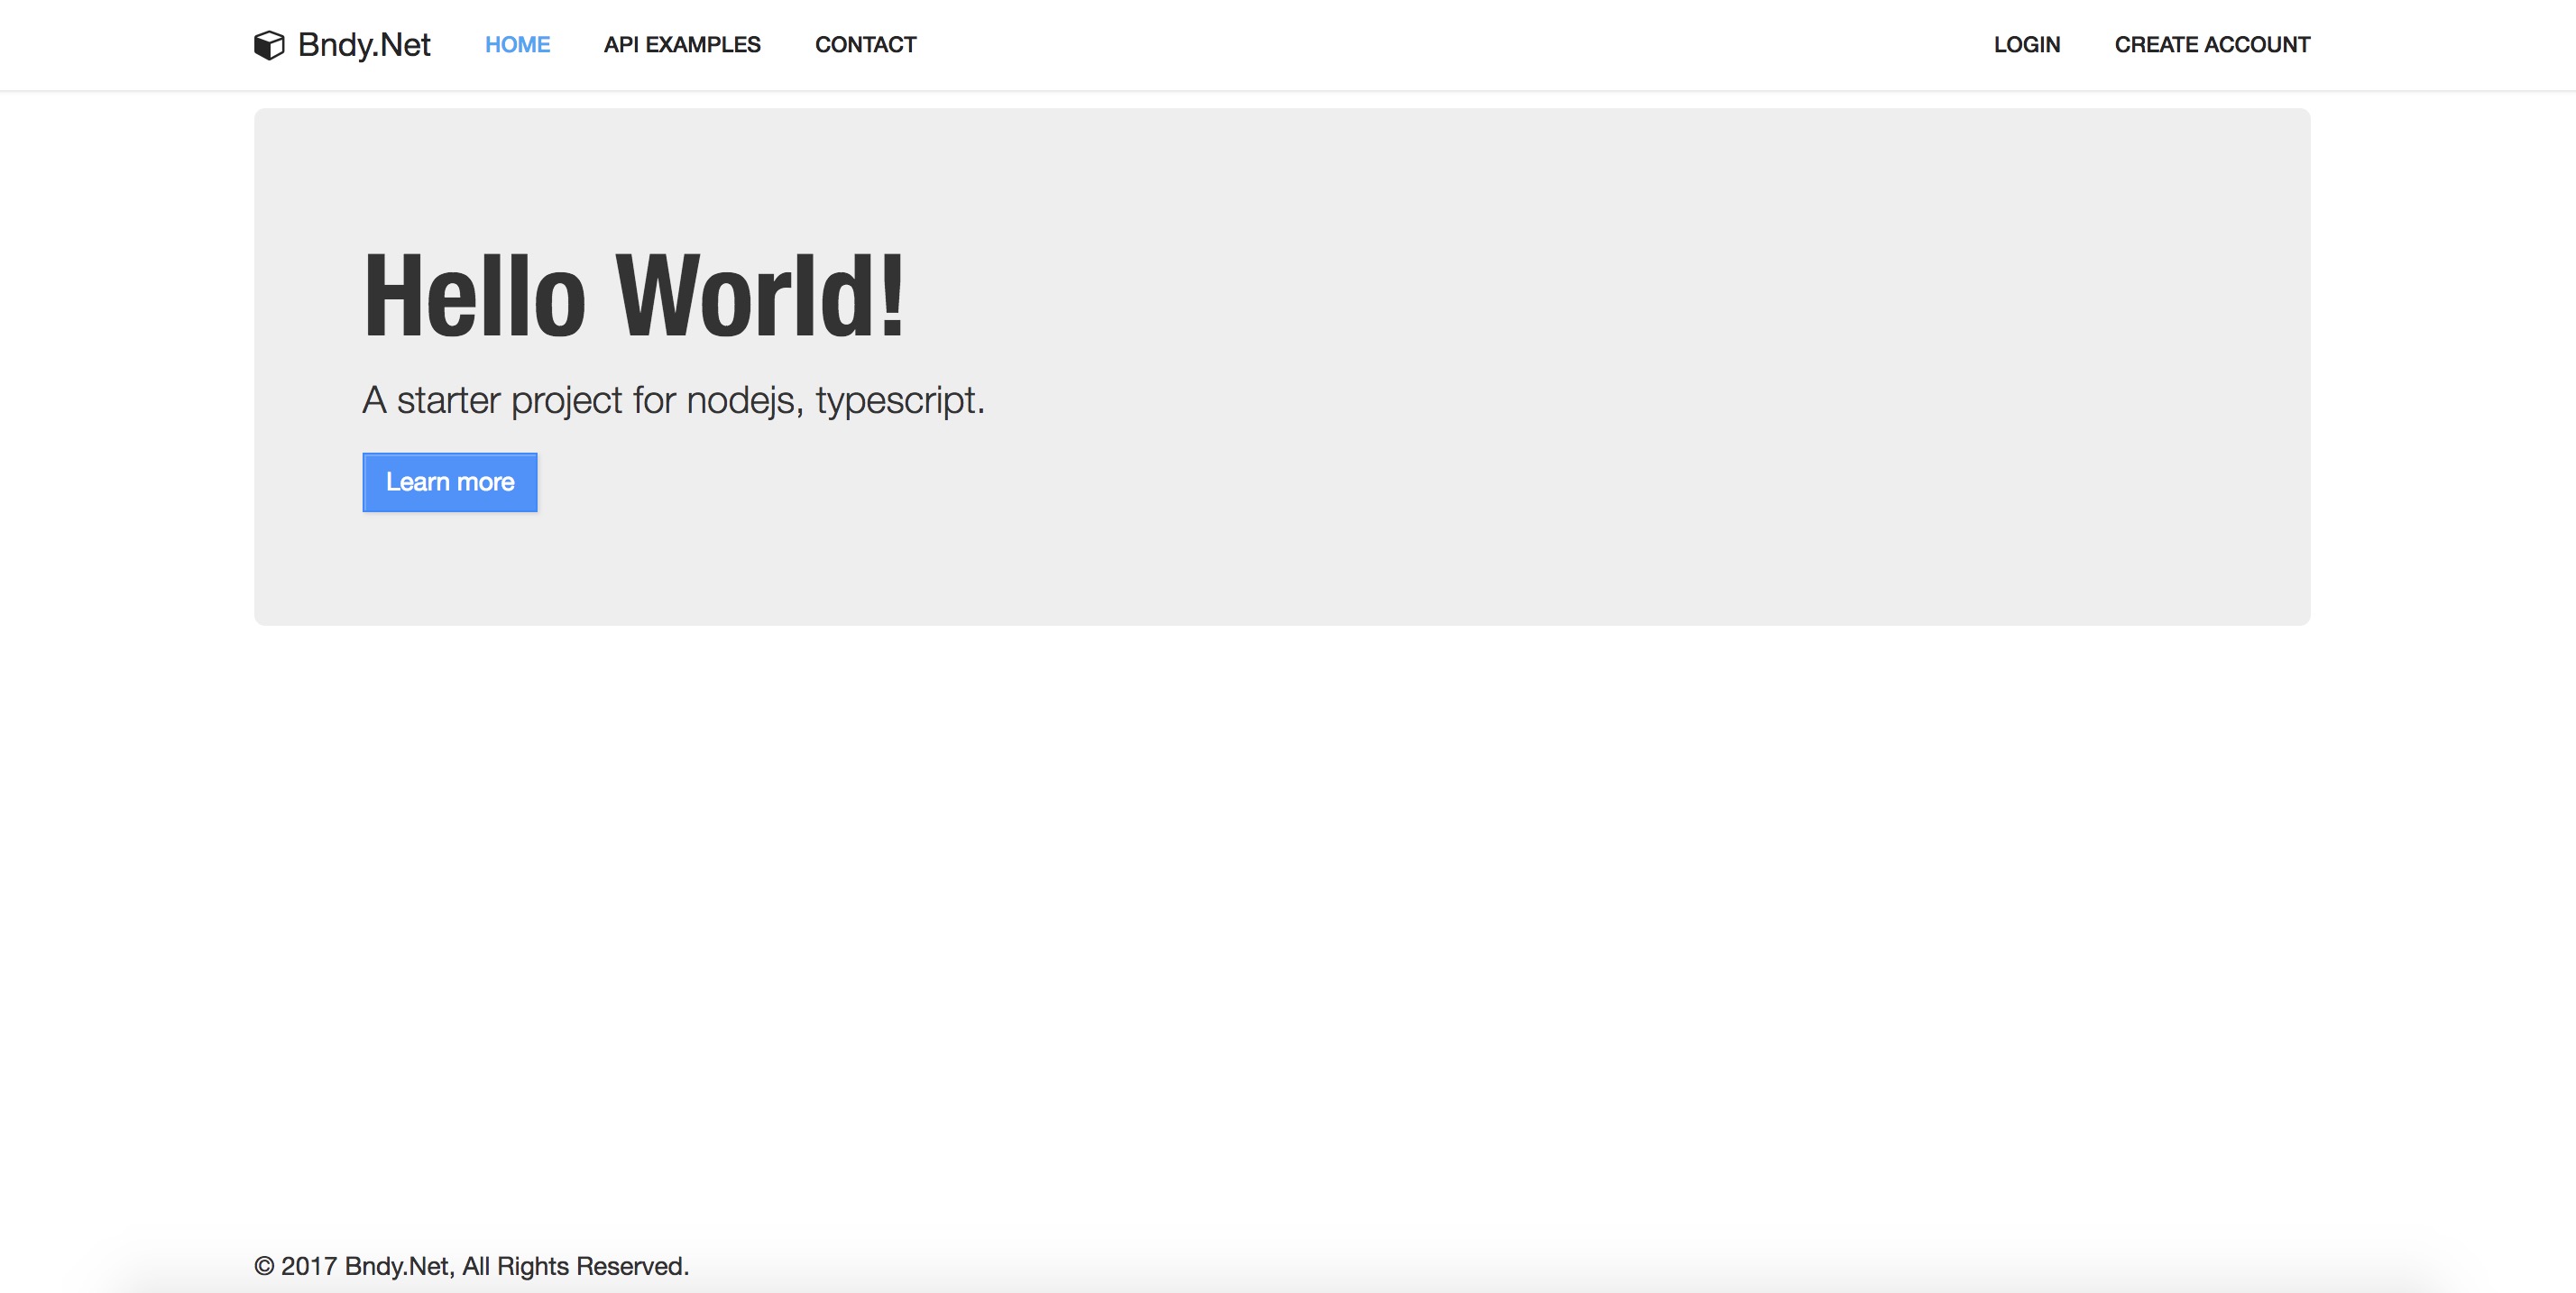 Bndy.Net HOME API EXAMPLES CONTACT LOGIN CREATE ACCOUNT
Hello World!
A starter project for nodejs, typescript.
Learn more
© 2017 Bndy.Net, All Rights Reserved.